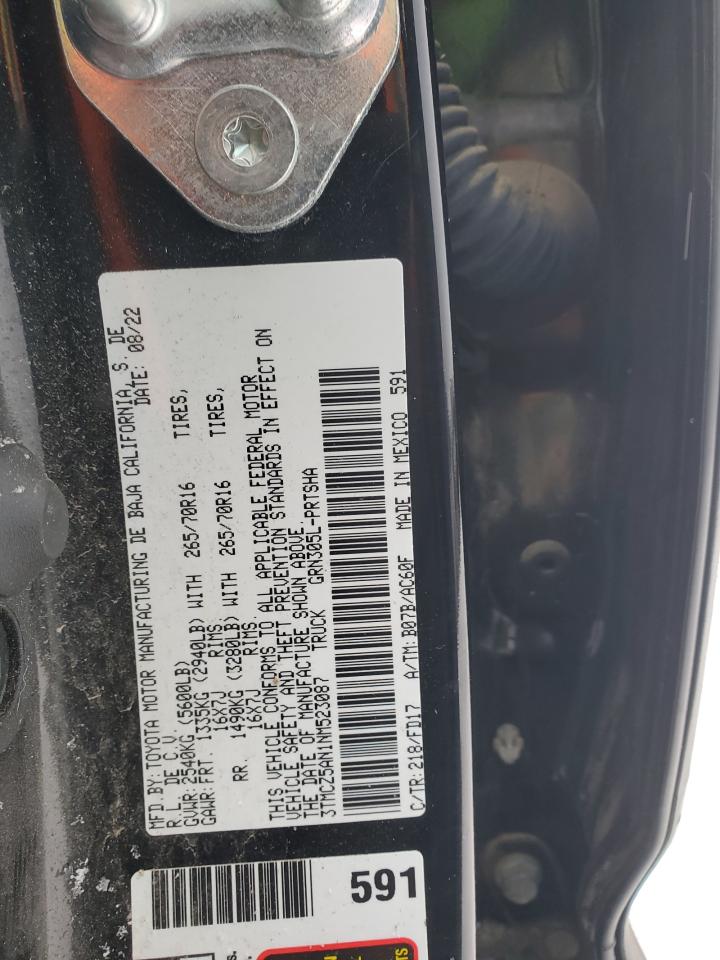 MFD.BY:TOYOTA MOTOR MANUFACTURING DE BAJA CALIFORNIA, S. DE
R.L. DE C.V. DATE: 08/22
GVWR:2540KG (5600LB)
GAWR:FRT. 1335KG (2940LB) WITH 265/70R16 TIRES,
16X7J RIMS.
RR. 1490KG (3280LB) WITH 265/70R16 TIRES,
16X7J RIMS.
THIS VEHICLE CONFORMS TO ALL APPLICABLE FEDERAL MOTOR
VEHICLE SAFETY AND THEFT PREVENTION STANDARDS IN EFFECT ON
THE DATE OF MANUFACTURE SHOWN ABOVE.
3TMCZ5AN1NM523087 TRUCK GRN305L-PRTSHA
C/TR:218/FD17 A/TM:B07B/AC60F MADE IN MEXICO 591
591